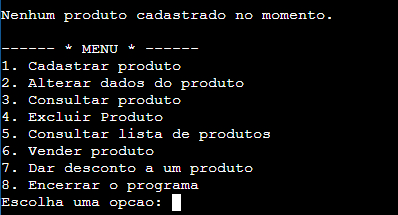 Nenhum produto cadastrado no momento.
------ * MENU * ------
1. Cadastrar produto
2. Alterar dados do produto
3. Consultar produto
4. Excluir Produto
5. Consultar lista de produtos
6. Vender produto
7. Dar desconto a um produto
8. Encerrar o programa
Escolha uma opcao: